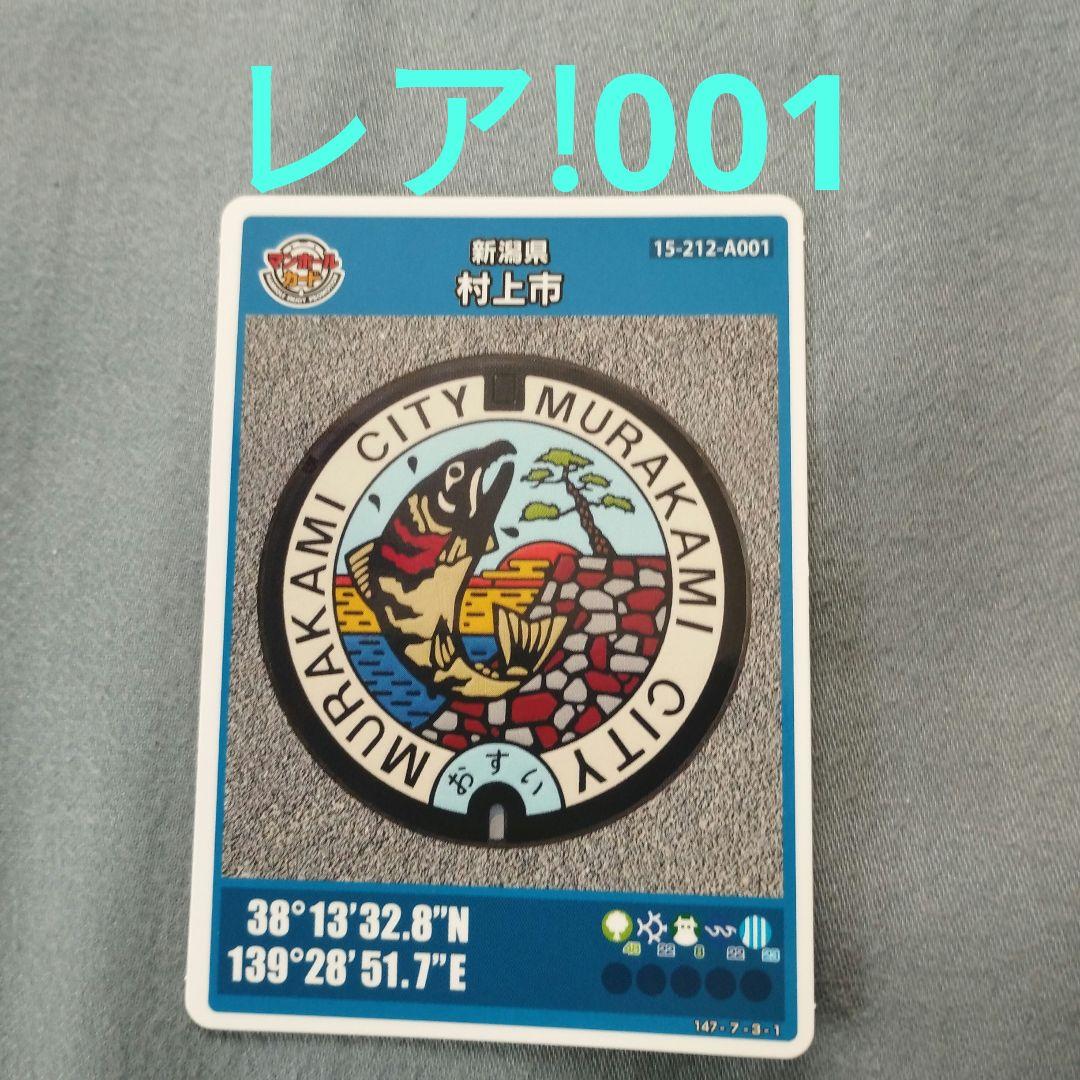 レア!001
マンホール
カード
新潟県
村上市
15-212-A001
MURAKAMI CITY MURAKAMI CITY
おすい
38°13'32.8"N
139°28'51.7"E
147-7-3-1